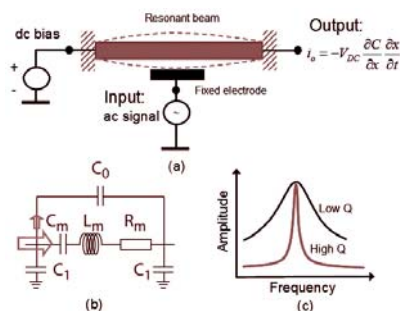 Resonant beam
Output:
dc bias
i_o = -V_DC ∂C/∂x ∂x/∂t
+
-
Input:
ac signal
Fixed electrode
~
(a)
C_0
C_m L_m R_m
C_1 C_1
(b)
Amplitude
Low Q
High Q
Frequency
(c)